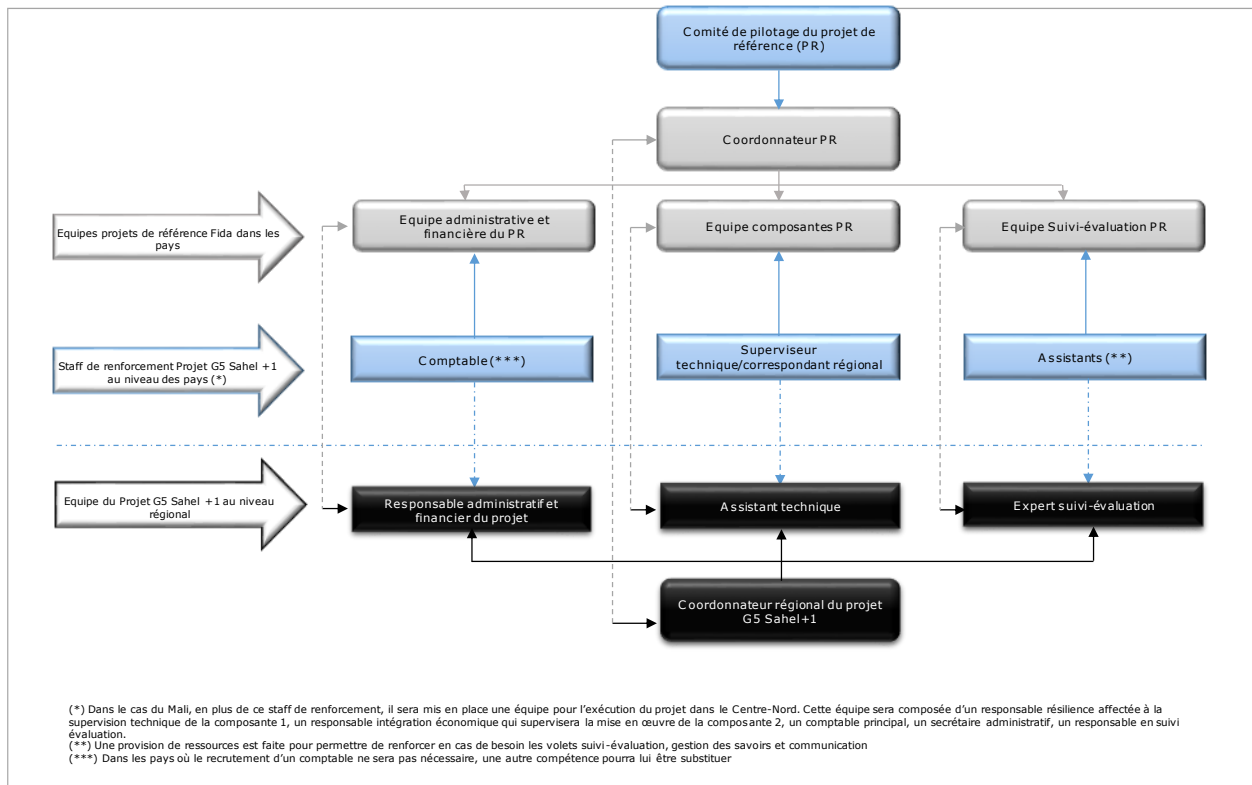 Comité de pilotage du projet de
référence (PR)
Coordonnateur PR
Equipes projets de référence Fida dans les
pays
Equipe administrative et
financière du PR
Equipe composantes PR
Equipe Suivi-évaluation PR
Staff de renforcement Projet G5 Sahel +1
au niveau des pays (*)
Comptable (***)
Superviseur
technique/correspondant régional
Assistants (**)
Equipe du Projet G5 Sahel +1 au niveau
régional
Responsable administratif et
financier du projet
Assistant technique
Expert suivi-évaluation
Coordonnateur régional du projet
G5 Sahel+1
(*) Dans le cas du Mali, en plus de ce staff de renforcement, il sera mis en place une équipe pour l’exécution du projet dans le Centre-Nord. Cette équipe sera composée d’un responsable résilience affectée à la
supervision technique de la composante 1, un responsable intégration économique qui supervisera la mise en œuvre de la composante 2, un comptable principal, un secrétaire administratif, un responsable en suivi
évaluation.
(**) Une provision de ressources est faite pour permettre de renforcer en cas de besoin les volets suivi-évaluation, gestion des savoirs et communication
(***) Dans les pays où le recrutement d’un comptable ne sera pas nécessaire, une autre compétence pourra lui être substituer